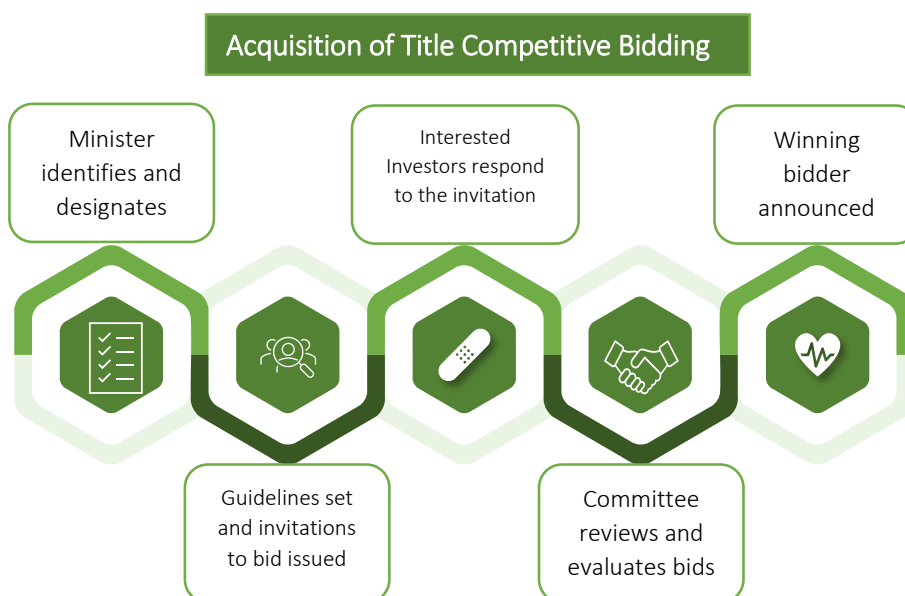 Acquisition of Title Competitive Bidding
Minister
identifies and
designates
Guidelines set
and invitations
to bid issued
Interested
Investors respond
to the invitation
Committee
reviews and
evaluates bids
Winning
bidder
announced